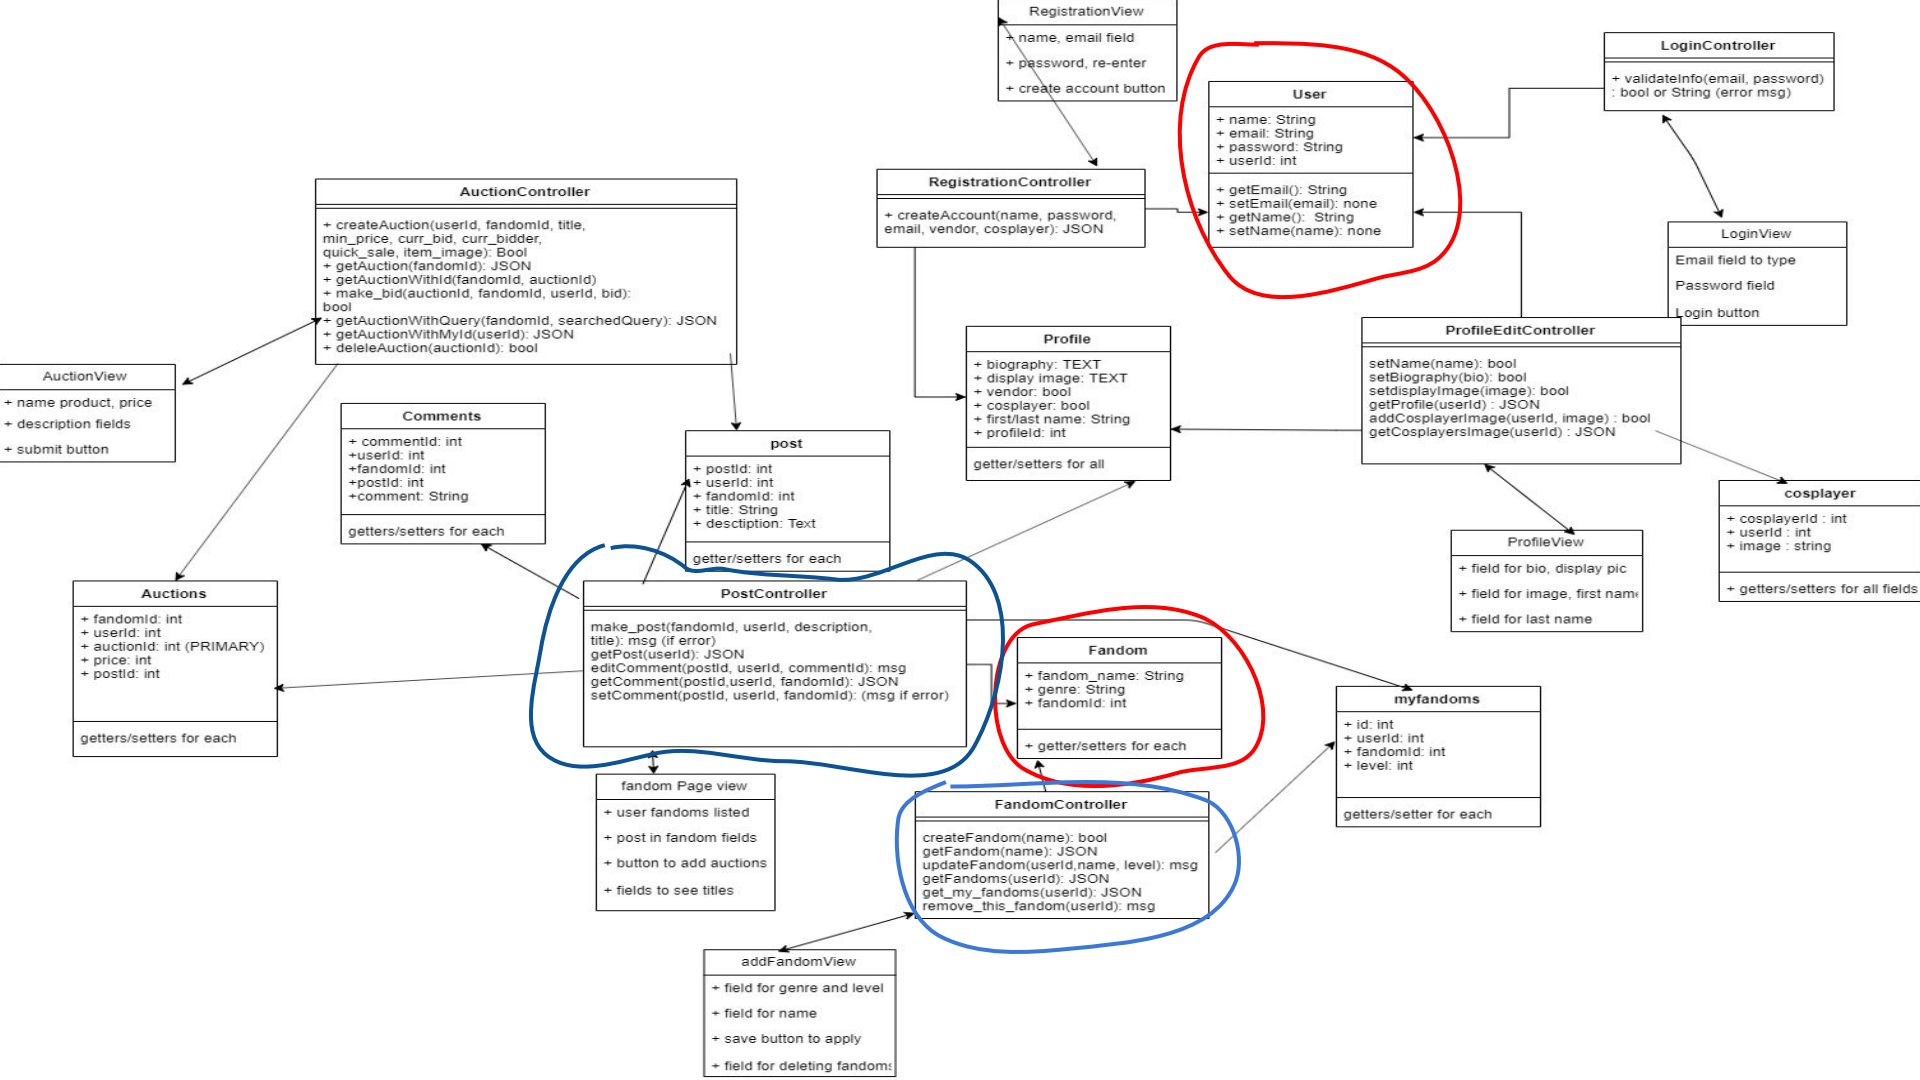 RegistrationView
+ name, email field
+ password, re-enter
+ create account button
User
+ name: String
+ email: String
+ password: String
+ userId: int
+ getEmail(): String
+ setEmail(email): none
+ getName():  String
+ setName(name): none
LoginController
+ validateInfo(email, password)
: bool or String (error msg)
AuctionController
+ createAuction(userId, fandomId, title,
min_price, curr_bid, curr_bidder,
quick_sale, item_image): Bool
+ getAuction(fandomId): JSON
+ getAuctionWithId(fandomId, auctionId)
+ make_bid(auctionId, fandomId, userId, bid):
bool
+ getAuctionWithQuery(fandomId, searchedQuery): JSON
+ getAuctionWithMyId(userId): JSON
+ deleleAuction(auctionId): bool
RegistrationController
+ createAccount(name, password,
email, vendor, cosplayer): JSON
LoginView
Email field to type
Password field
Login button
AuctionView
+ name product, price
+ description fields
+ submit button
Comments
+ commentId: int
+userId: int
+fandomId: int
+postId: int
+comment: String
getters/setters for each
post
+ postId: int
+ userId: int
+ fandomId: int
+ title: String
+ desctiption: Text
getter/setters for each
Profile
+ biography: TEXT
+ display image: TEXT
+ vendor: bool
+ cosplayer: bool
+ first/last name: String
+ profileId: int
getter/setters for all
ProfileEditController
setName(name): bool
setBiography(bio): bool
setdisplayImage(image): bool
getProfile(userId) : JSON
addCosplayerImage(userId, image) : bool
getCosplayersImage(userId) : JSON
cosplayer
+ cosplayerId : int
+ userId : int
+ image : string
+ getters/setters for all fields
ProfileView
+ field for bio, display pic
+ field for image, first name
+ field for last name
Auctions
+ fandomId: int
+ userId: int
+ auctionId: int (PRIMARY)
+ price: int
+ postId: int
getters/setters for each
PostController
make_post(fandomId, userId, description,
title): msg (if error)
getPost(userId): JSON
editComment(postId, userId, commentId): msg
getComment(postId,userId, fandomId): JSON
setComment(postId, userId, fandomId): (msg if error)
Fandom
+ fandom_name: String
+ genre: String
+ fandomId: int
+ getter/setters for each
myfandoms
+ id: int
+ userId: int
+ fandomId: int
+ level: int
getters/setter for each
fandom Page view
+ user fandoms listed
+ post in fandom fields
+ button to add auctions
+ fields to see titles
FandomController
createFandom(name): bool
getFandom(name): JSON
updateFandom(userId,name, level): msg
getFandoms(userId): JSON
get_my_fandoms(userId): JSON
remove_this_fandom(userId): msg
addFandomView
+ field for genre and level
+ field for name
+ save button to apply
+ field for deleting fandoms